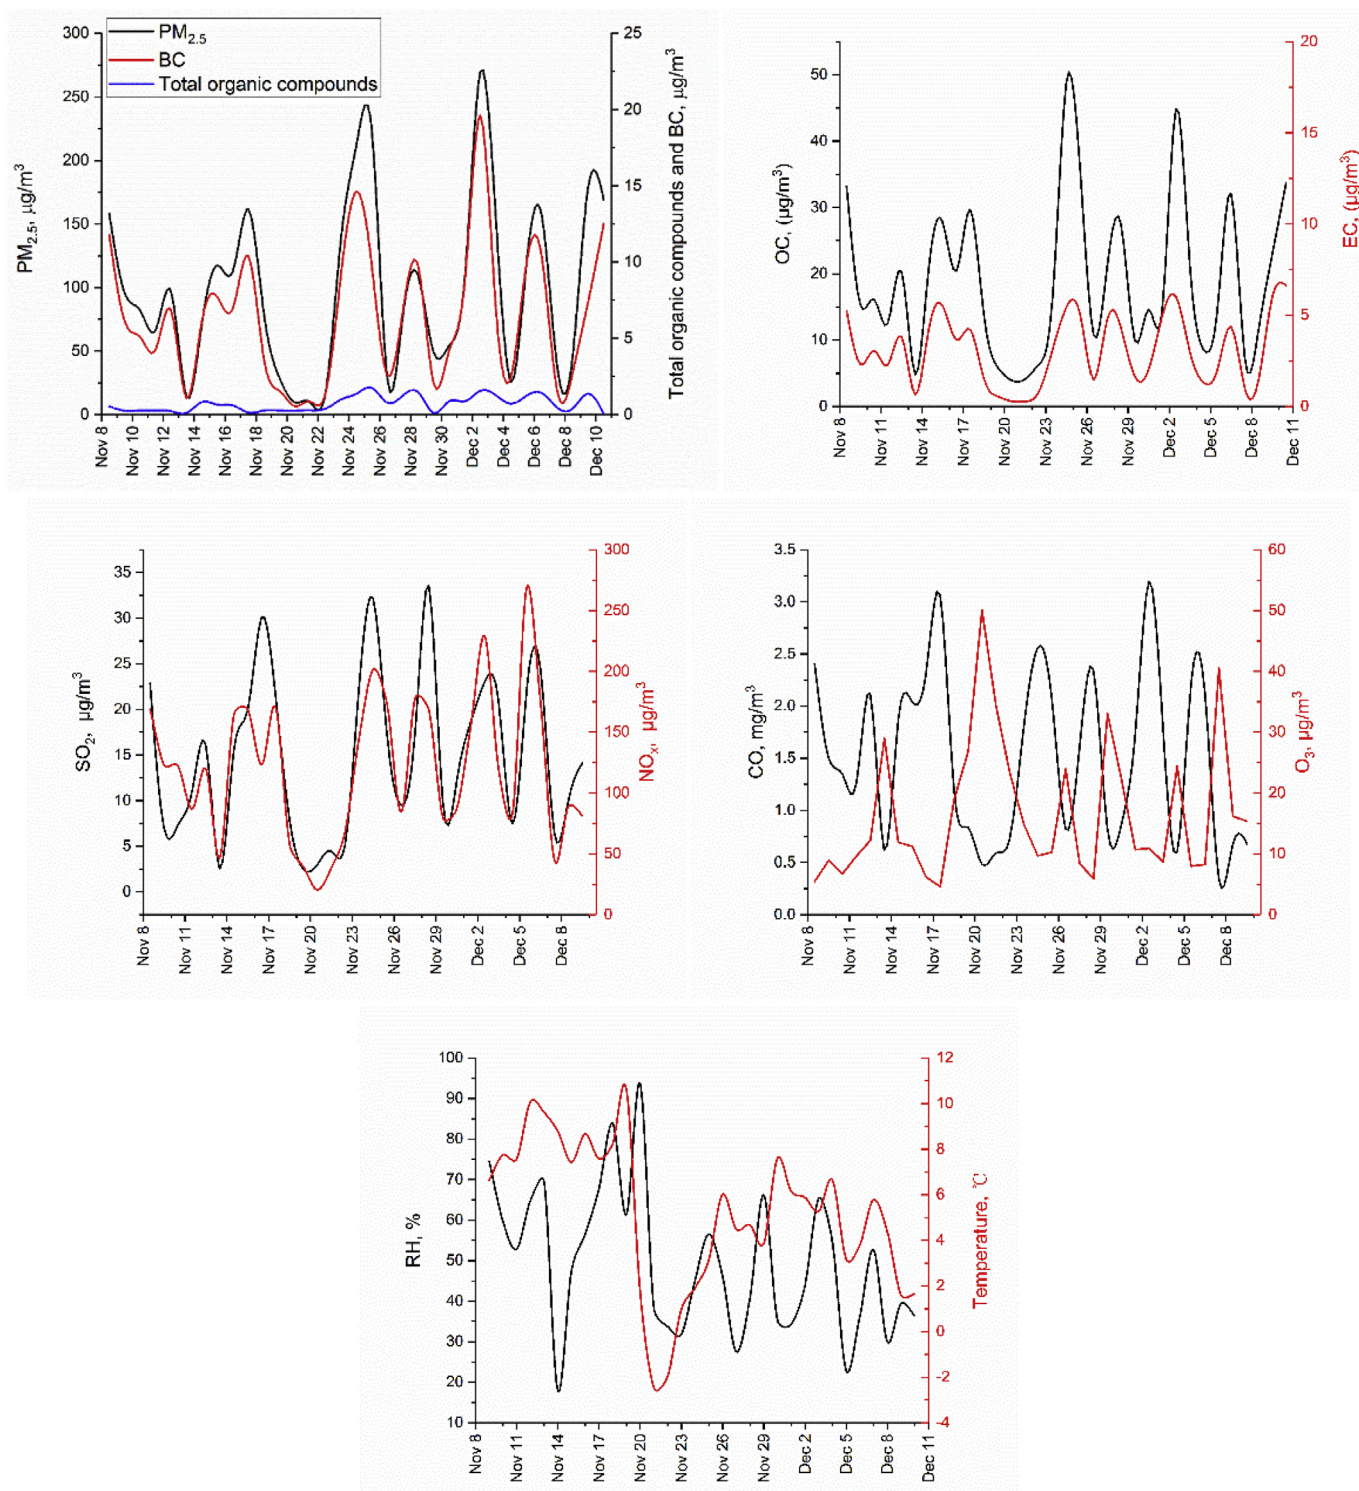 PM2.5
BC
Total organic compounds
300
250
200
150
100
50
0
PM2.5, μg/m3
25
20
15
10
5
0
Total organic compounds and BC, μg/m3
Nov 8
Nov 10
Nov 12
Nov 14
Nov 16
Nov 18
Nov 20
Nov 22
Nov 24
Nov 26
Nov 28
Nov 30
Dec 2
Dec 4
Dec 6
Dec 8
Dec 10
50
40
30
20
10
0
OC, (μg/m3)
20
15
10
5
0
EC, (μg/m3)
Nov 8
Nov 11
Nov 14
Nov 17
Nov 20
Nov 23
Nov 26
Nov 29
Dec 2
Dec 5
Dec 8
Dec 11
35
30
25
20
15
10
5
0
SO2, μg/m3
300
250
200
150
100
50
0
NOx, μg/m3
Nov 8
Nov 11
Nov 14
Nov 17
Nov 20
Nov 23
Nov 26
Nov 29
Dec 2
Dec 5
Dec 8
3.5
3.0
2.5
2.0
1.5
1.0
0.5
0.0
CO, mg/m3
60
50
40
30
20
10
0
O3, μg/m3
Nov 8
Nov 11
Nov 14
Nov 17
Nov 20
Nov 23
Nov 26
Nov 29
Dec 2
Dec 5
Dec 8
100
90
80
70
60
50
40
30
20
10
RH, %
12
10
8
6
4
2
0
-2
-4
Temperature, ℃
Nov 8
Nov 11
Nov 14
Nov 17
Nov 20
Nov 23
Nov 26
Nov 29
Dec 2
Dec 5
Dec 8
Dec 11